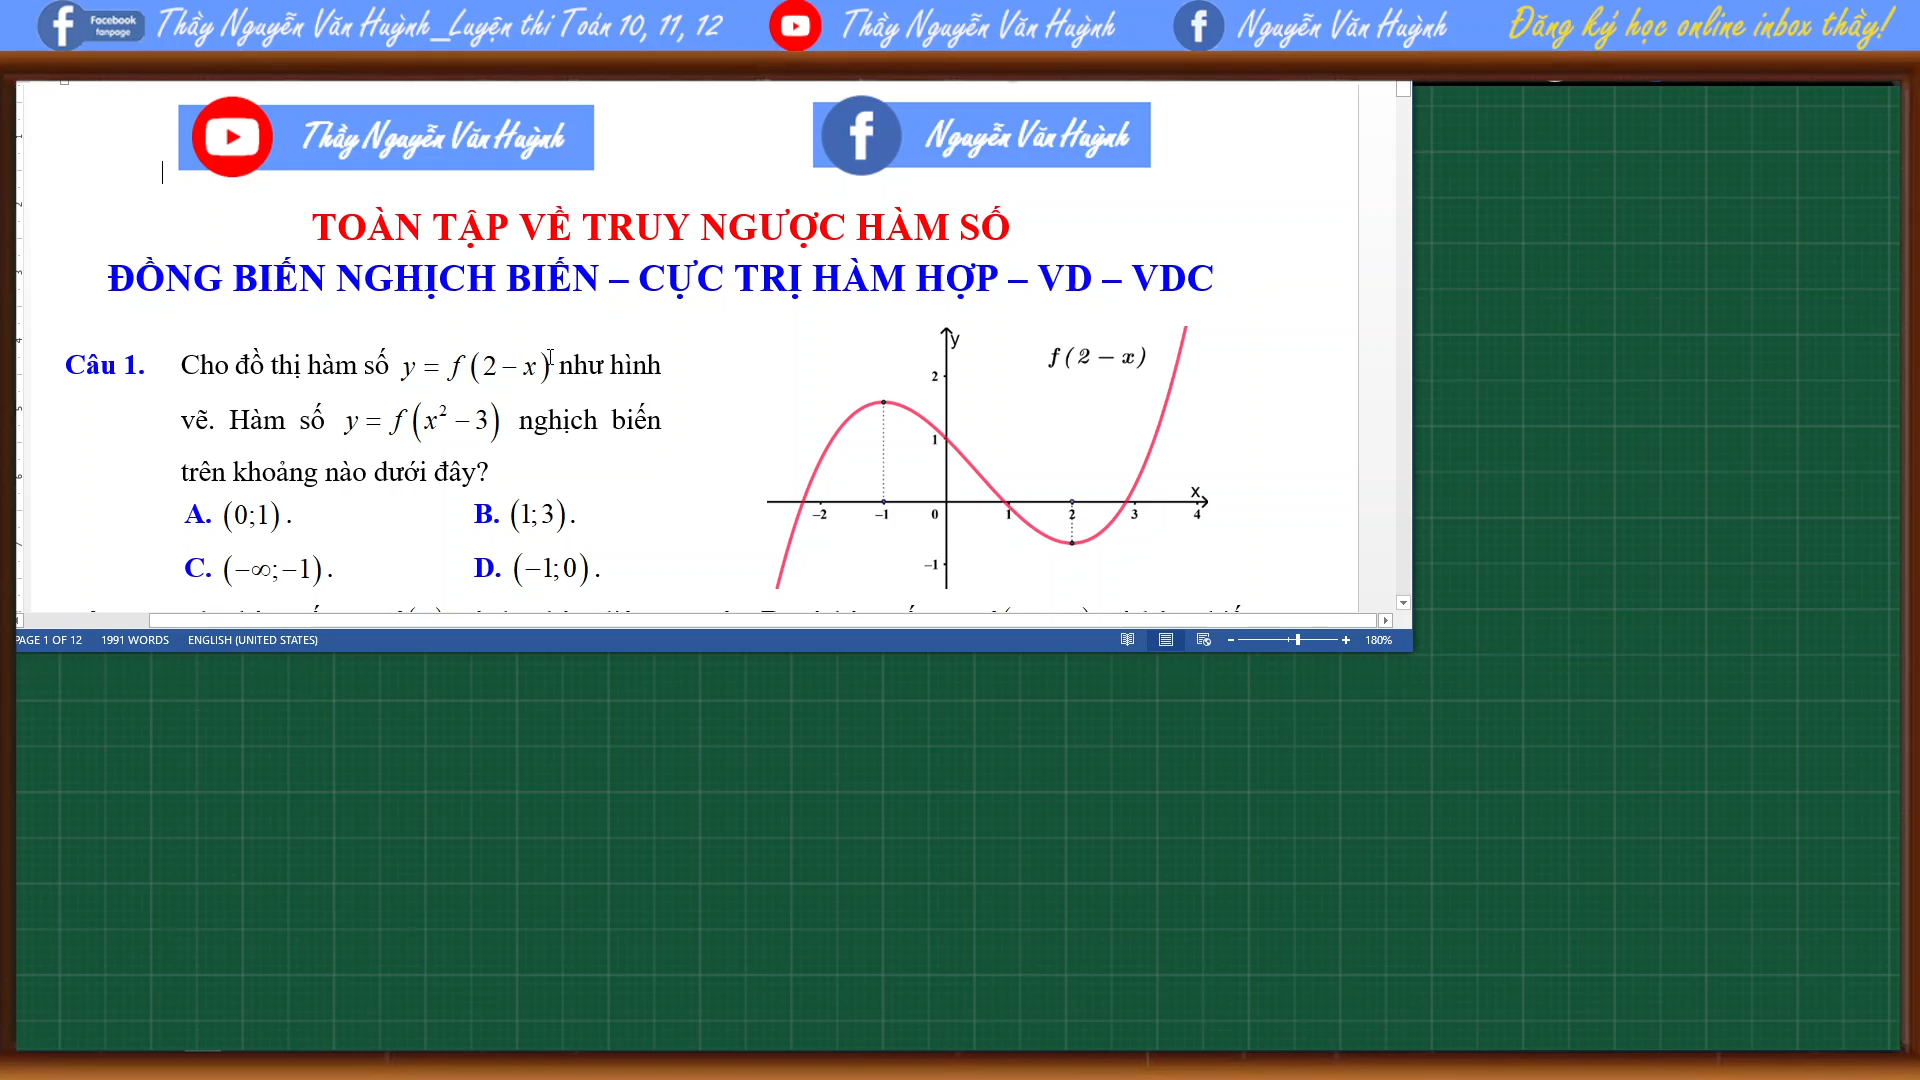 Facebook fanpage Thầy Nguyễn Văn Huỳnh_Luyện thi Toán 10, 11, 12 Thầy Nguyễn Văn Huỳnh f Nguyễn Văn Huỳnh Đăng ký học online inbox thầy!
Thầy Nguyễn Văn Huỳnh f Nguyễn Văn Huỳnh
TOÀN TẬP VỀ TRUY NGƯỢC HÀM SỐ
ĐỒNG BIẾN NGHỊCH BIẾN – CỰC TRỊ HÀM HỢP – VD – VDC
Câu 1. Cho đồ thị hàm số y = f(2 − x) như hình
vẽ. Hàm số y = f(x² − 3) nghịch biến
trên khoảng nào dưới đây?
A. (0;1). B. (1;3).
C. (−∞;−1). D. (−1;0).
y
f(2 − x)
2
1
x
−2 −1 0 1 2 3 4
−1
PAGE 1 OF 12 1991 WORDS ENGLISH (UNITED STATES) 180%